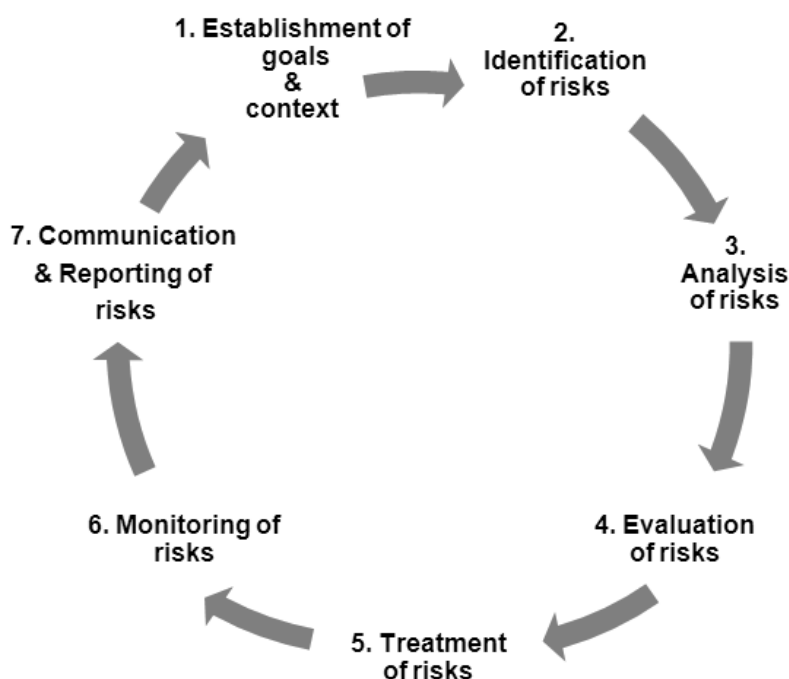 1. Establishment of
goals
&
context
2.
Identification
of risks
3.
Analysis
of risks
4. Evaluation
of risks
5. Treatment
of risks
6. Monitoring of
risks
7. Communication
& Reporting of
risks